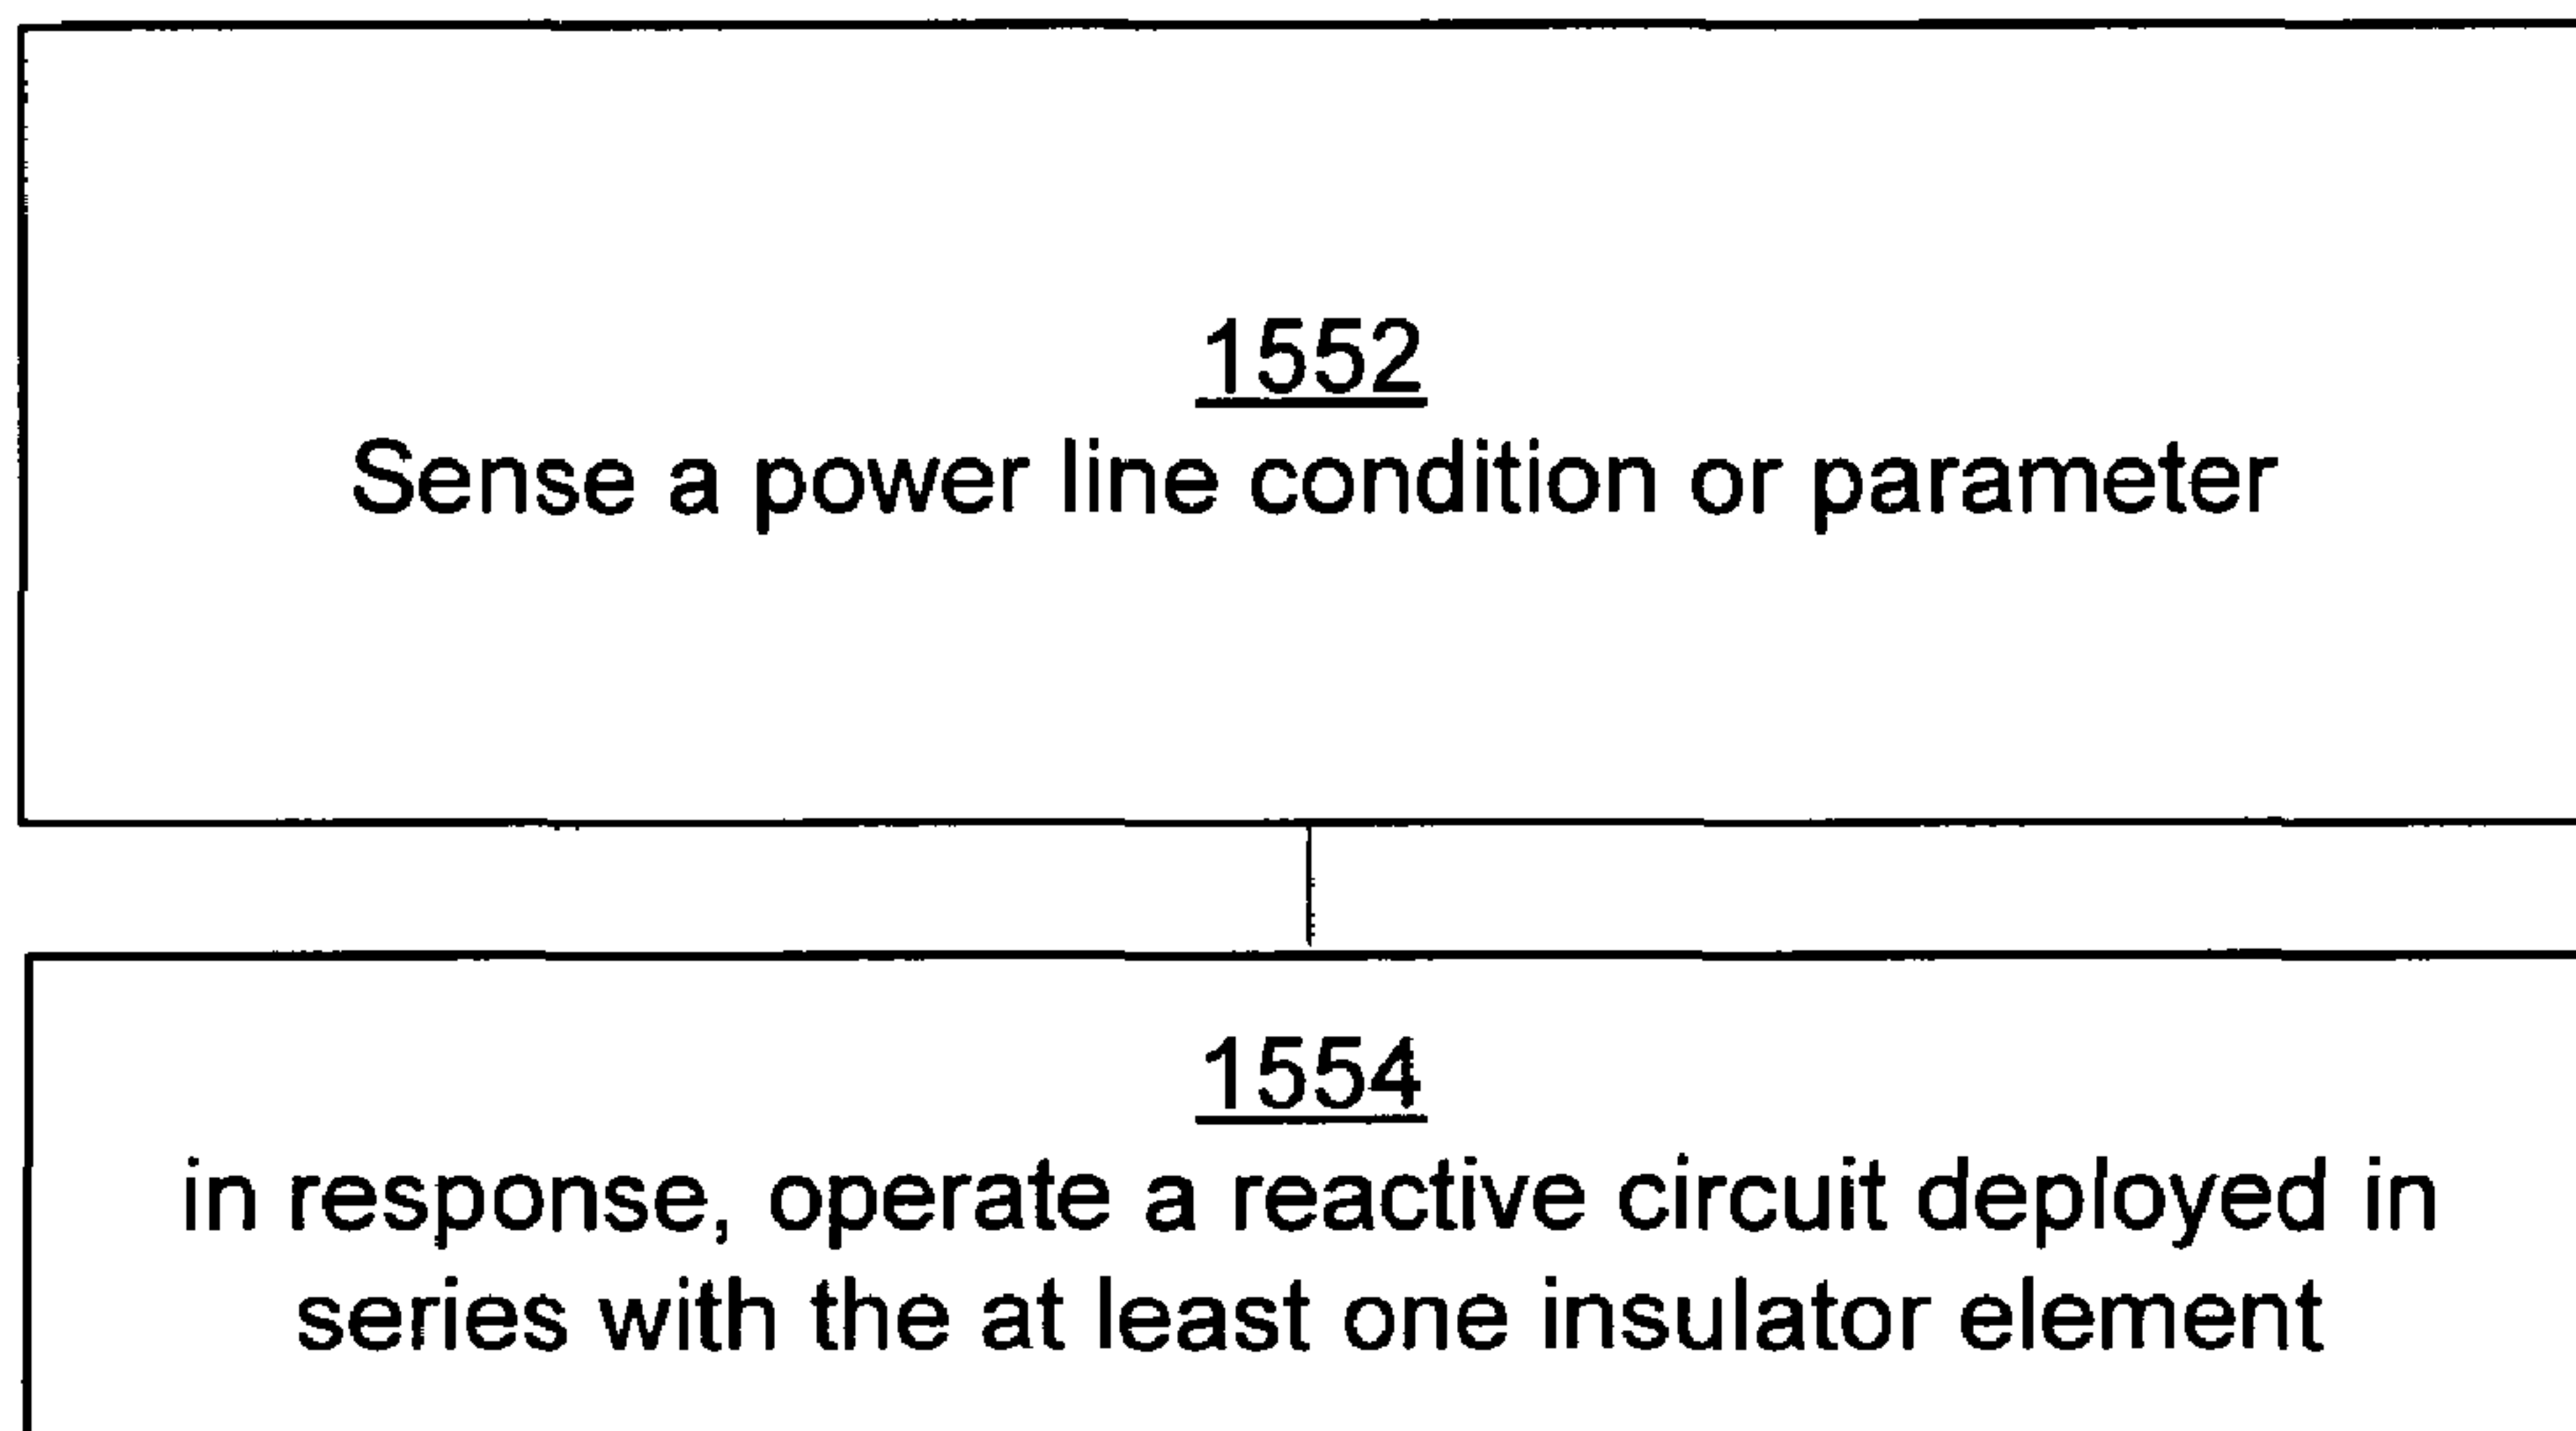 1552
Sense a power line condition or parameter
1554
in response, operate a reactive circuit deployed in
series with the at least one insulator element